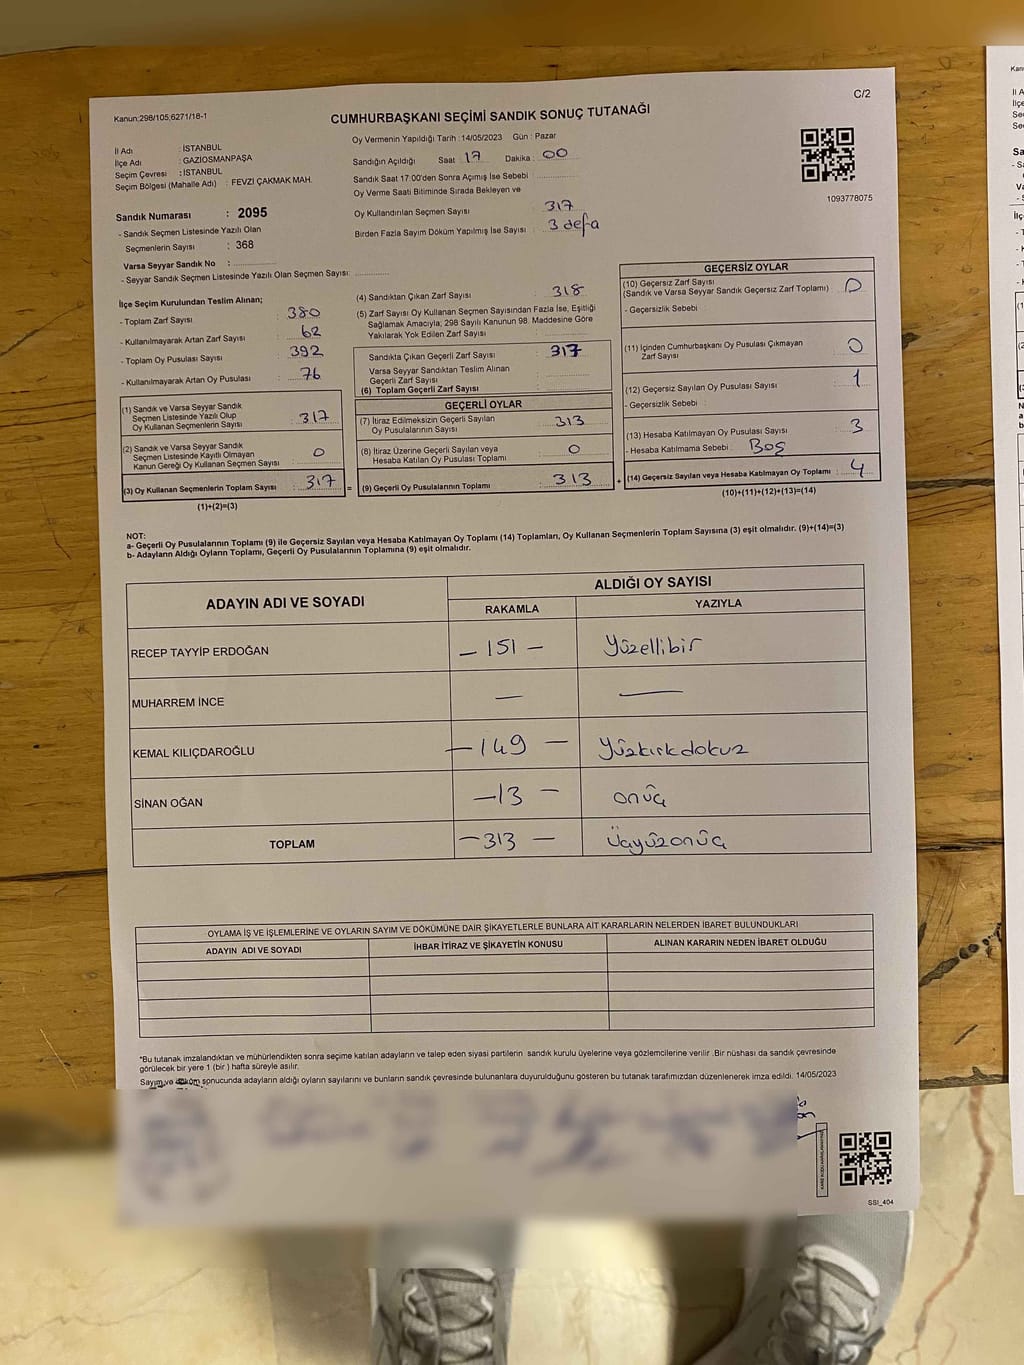 C/2
Kanun:298/105,6271/18-1
CUMHURBAŞKANI SEÇİMİ SANDIK SONUÇ TUTANAĞI
İl Adı : İSTANBUL
İlçe Adı : GAZİOSMANPAŞA
Seçim Çevresi : İSTANBUL
Seçim Bölgesi (Mahalle Adı) : FEVZİ ÇAKMAK MAH.
Oy Vermenin Yapıldığı Tarih : 14/05/2023 Gün : Pazar
Sandığın Açıldığı Saat : 17 Dakika : 00
Sandık Saat 17:00'den Sonra Açımış İse Sebebi :
Oy Verme Saati Bitiminde Sırada Bekleyen ve
Oy Kullandırılan Seçmen Sayısı : 317
Birden Fazla Sayım Döküm Yapılmış İse Sayısı : 3 defa
1093778075
Sandık Numarası : 2095
- Sandık Seçmen Listesinde Yazılı Olan
Seçmenlerin Sayısı : 368
Varsa Seyyar Sandık No :
- Seyyar Sandık Seçmen Listesinde Yazılı Olan Seçmen Sayısı:
İlçe Seçim Kurulundan Teslim Alınan;
- Toplam Zarf Sayısı : 380
- Kullanılmayarak Artan Zarf Sayısı : 62
- Toplam Oy Pusulası Sayısı : 392
- Kullanılmayarak Artan Oy Pusulası : 76
(1) Sandık ve Varsa Seyyar Sandık
Seçmen Listesinde Yazılı Olup
Oy Kullanan Seçmenlerin Sayısı : 317
(2) Sandık ve Varsa Seyyar Sandık
Seçmen Listesinde Kayıtlı Olmayan
Kanun Gereği Oy Kullanan Seçmen Sayısı : 0
(3) Oy Kullanan Seçmenlerin Toplam Sayısı : 317
(1)+(2)=(3)
(4) Sandıktan Çıkan Zarf Sayısı : 318
(5) Zarf Sayısı Oy Kullanan Seçmen Sayısından Fazla İse, Eşitliği
Sağlamak Amacıyla, 298 Sayılı Kanunun 98. Maddesine Göre
Yakılarak Yok Edilen Zarf Sayısı :
Sandıkta Çıkan Geçerli Zarf Sayısı : 317
Varsa Seyyar Sandıktan Teslim Alınan
Geçerli Zarf Sayısı :
(6) Toplam Geçerli Zarf Sayısı :
GEÇERLİ OYLAR
(7) İtiraz Edilmeksizin Geçerli Sayılan
Oy Pusulalarının Sayısı : 313
(8) İtiraz Üzerine Geçerli Sayılan veya
Hesaba Katılan Oy Pusulası Toplamı : 0
= (9) Geçerli Oy Pusulalarının Toplamı : 313 +
GEÇERSİZ OYLAR
(10) Geçersiz Zarf Sayısı
(Sandık ve Varsa Seyyar Sandık Geçersiz Zarf Toplamı) : 0
- Geçersizlik Sebebi :
(11) İçinden Cumhurbaşkanı Oy Pusulası Çıkmayan
Zarf Sayısı : 0
(12) Geçersiz Sayılan Oy Pusulası Sayısı : 1
- Geçersizlik Sebebi :
(13) Hesaba Katılmayan Oy Pusulası Sayısı : 3
- Hesaba Katılmama Sebebi : Boş
(14) Geçersiz Sayılan veya Hesaba Katılmayan Oy Toplamı : 4
(10)+(11)+(12)+(13)=(14)
NOT:
a- Geçerli Oy Pusulalarının Toplamı (9) ile Geçersiz Sayılan veya Hesaba Katılmayan Oy Toplamı (14) Toplamları, Oy Kullanan Seçmenlerin Toplam Sayısına (3) eşit olmalıdır. (9)+(14)=(3)
b- Adayların Aldığı Oyların Toplamı, Geçerli Oy Pusulalarının Toplamına (9) eşit olmalıdır.
ADAYIN ADI VE SOYADI ALDIĞI OY SAYISI
RAKAMLA YAZIYLA
RECEP TAYYİP ERDOĞAN - 151 - Yüzellibir
MUHARREM İNCE — —
KEMAL KILIÇDAROĞLU - 149 - Yüzkırkdokuz
SİNAN OĞAN - 13 - onüç
TOPLAM - 313 - Üçyüzonüç
OYLAMA İŞ VE İŞLEMLERİNE VE OYLARIN SAYIM VE DÖKÜMÜNE DAİR ŞİKAYETLERLE BUNLARA AİT KARARLARIN NELERDEN İBARET BULUNDUKLARI
ADAYIN ADI VE SOYADI İHBAR İTİRAZ VE ŞİKAYETİN KONUSU ALINAN KARARIN NEDEN İBARET OLDUĞU
*Bu tutanak imzalandıktan ve mühürlendikten sonra seçime katılan adayların ve talep eden siyasi partilerin sandık kurulu üyelerine veya gözlemcilerine verilir .Bir nüshası da sandık çevresinde
görülecek bir yere 1 (bir ) hafta süreyle asılır.
Sayım ve döküm sonucunda adayların aldığı oyların sayılarını ve bunların sandık çevresinde bulunanlara duyurulduğunu gösteren bu tutanak tarafımızdan düzenlenerek imza edildi. 14/05/2023
SSI_404